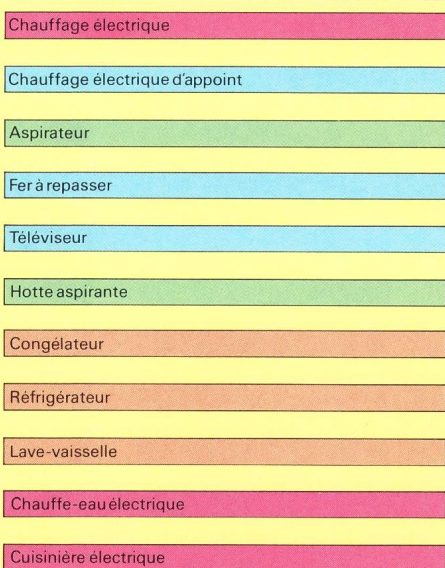 Chauffage électrique
Chauffage électrique d'appoint
Aspirateur
Fer à repasser
Téléviseur
Hotte aspirante
Congélateur
Réfrigérateur
Lave-vaisselle
Chauffe-eau électrique
Cuisinière électrique